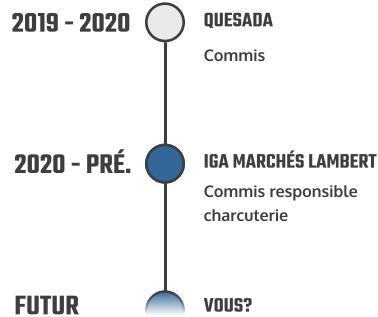 2019 - 2020 QUESADA
Commis
2020 - PRÉ. IGA MARCHÉS LAMBERT
Commis responsible
charcuterie
FUTUR VOUS?